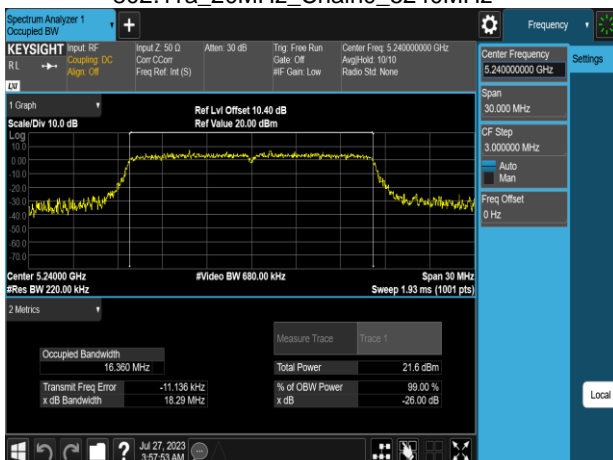 802.11a_20MHz_Chain0_5240MHz
Spectrum Analyzer 1
Occupied BW
+
Frequency
KEYSIGHT
RL
LXI
Input: RF
Coupling: DC
Align: Off
Input Z: 50 Ω
Corr CCorr
Freq Ref: Int (S)
Atten: 30 dB
Trig: Free Run
Gate: Off
#IF Gain: Low
Center Freq: 5.240000000 GHz
Avg|Hold: 10/10
Radio Std: None
Center Frequency
5.240000000 GHz
Settings
Span
30.000 MHz
CF Step
3.000000 MHz
Auto
Man
Freq Offset
0 Hz
Local
1 Graph
Scale/Div 10.0 dB
Ref Lvl Offset 10.40 dB
Ref Value 20.00 dBm
Log
10.0
0.00
-10.0
-20.0
-30.0
-40.0
-50.0
-60.0
-70.0
Center 5.24000 GHz
#Video BW 680.00 kHz
Span 30 MHz
#Res BW 220.00 kHz
Sweep 1.93 ms (1001 pts)
2 Metrics
Measure Trace
Trace 1
Occupied Bandwidth
16.360 MHz
Total Power
21.6 dBm
Transmit Freq Error
-11.136 kHz
% of OBW Power
99.00 %
x dB Bandwidth
18.29 MHz
x dB
-26.00 dB
?
Jul 27, 2023
3:57:53 AM